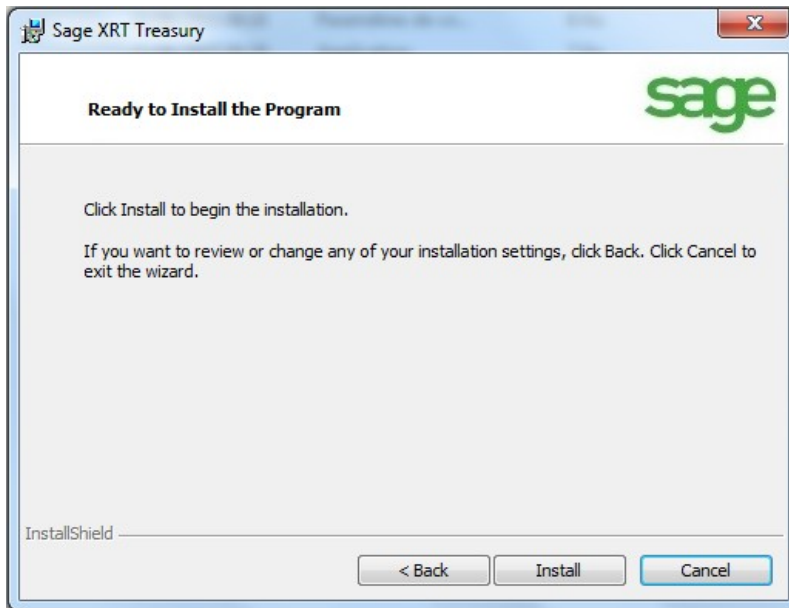 Sage XRT Treasury
Ready to Install the Program
sage
Click Install to begin the installation.
If you want to review or change any of your installation settings, click Back. Click Cancel to
exit the wizard.
InstallShield
< Back
Install
Cancel